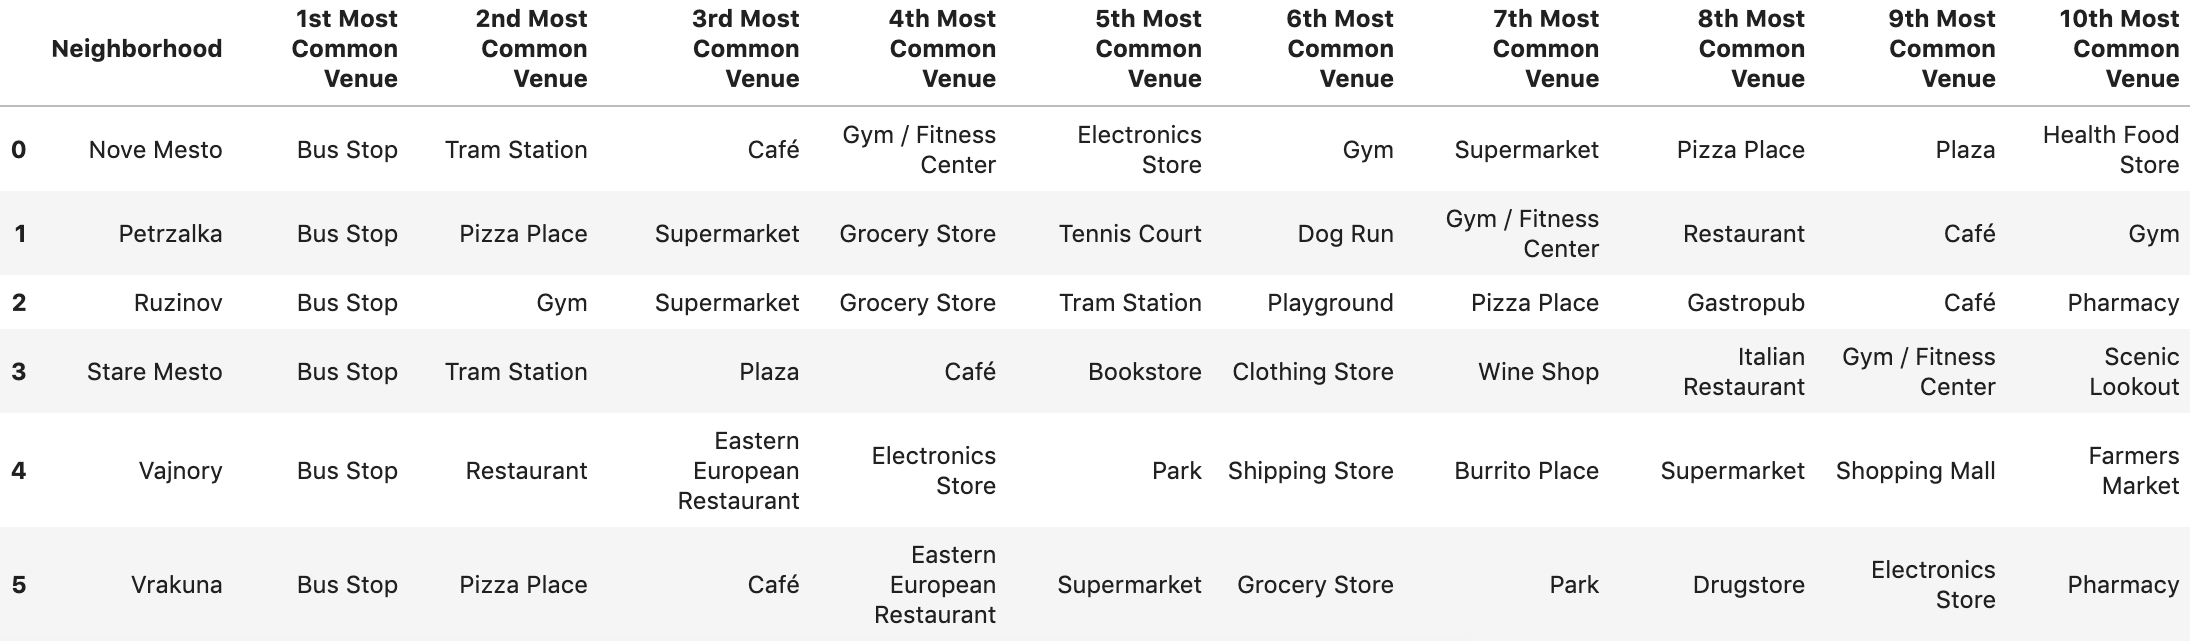 Neighborhood 1st Most Common Venue 2nd Most Common Venue 3rd Most Common Venue 4th Most Common Venue 5th Most Common Venue 6th Most Common Venue 7th Most Common Venue 8th Most Common Venue 9th Most Common Venue 10th Most Common Venue
0 Nove Mesto Bus Stop Tram Station Café Gym / Fitness Center Electronics Store Gym Supermarket Pizza Place Plaza Health Food Store
1 Petrzalka Bus Stop Pizza Place Supermarket Grocery Store Tennis Court Dog Run Gym / Fitness Center Restaurant Café Gym
2 Ruzinov Bus Stop Gym Supermarket Grocery Store Tram Station Playground Pizza Place Gastropub Café Pharmacy
3 Stare Mesto Bus Stop Tram Station Plaza Café Bookstore Clothing Store Wine Shop Italian Restaurant Gym / Fitness Center Scenic Lookout
4 Vajnory Bus Stop Restaurant Eastern European Restaurant Electronics Store Park Shipping Store Burrito Place Supermarket Shopping Mall Farmers Market
5 Vrakuna Bus Stop Pizza Place Café Eastern European Restaurant Supermarket Grocery Store Park Drugstore Electronics Store Pharmacy